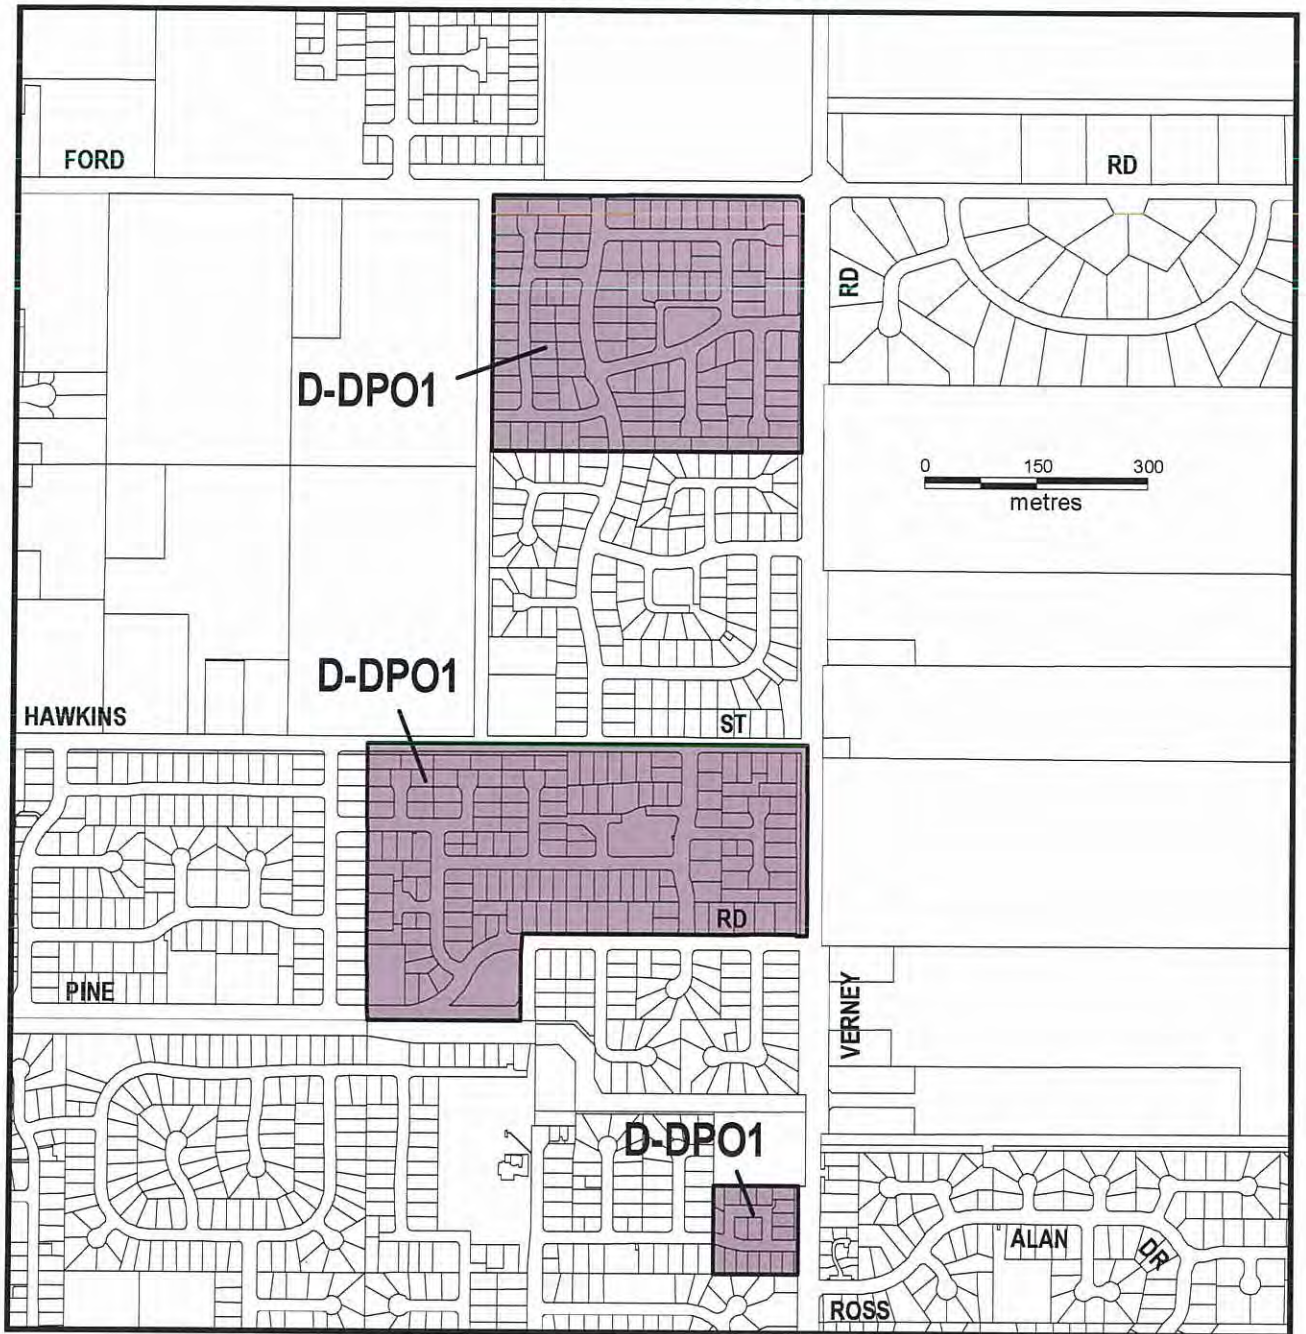 FORD
RD
RD
D-DPO1
0 150 300
metres
D-DPO1
HAWKINS
ST
RD
PINE
VERNEY
D-DPO1
ALAN
DR
ROSS